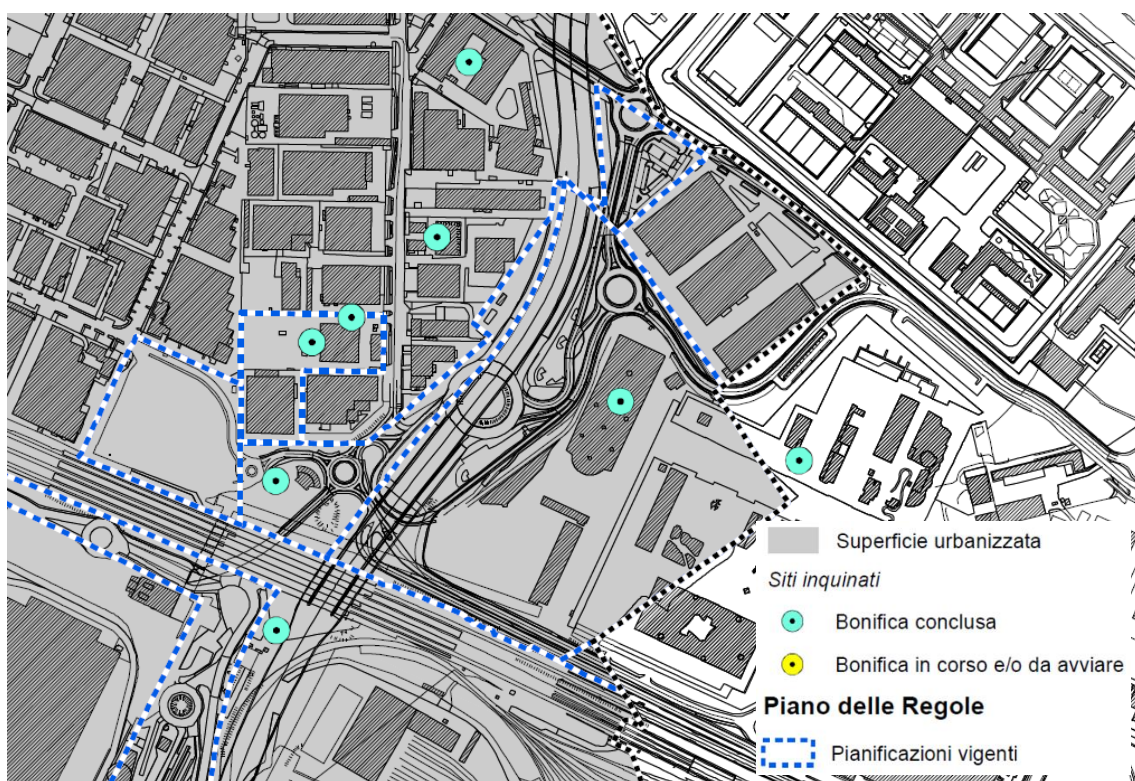 Superficie urbanizzata
Siti inquinati
Bonifica conclusa
Bonifica in corso e/o da avviare
Piano delle Regole
Pianificazioni vigenti